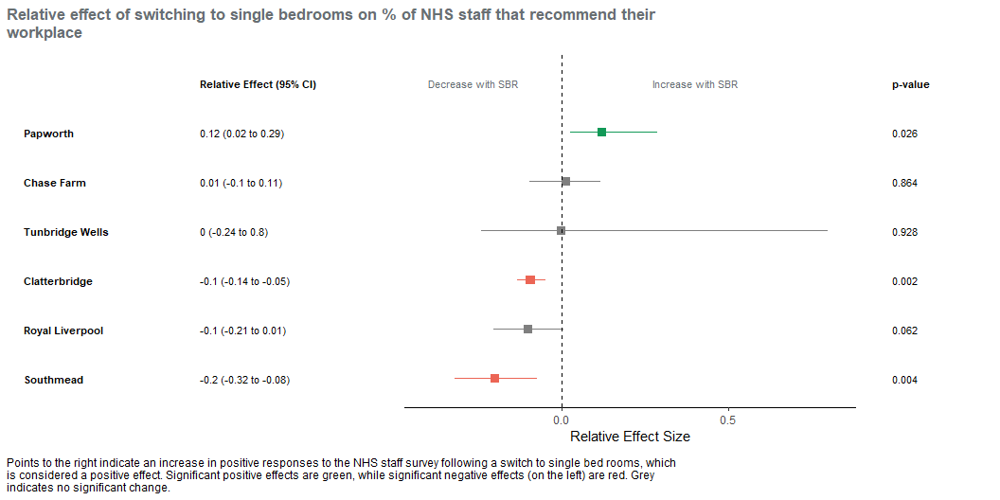 Relative effect of switching to single bedrooms on % of NHS staff that recommend their
workplace
Relative Effect (95% CI) Decrease with SBR Increase with SBR p-value
Papworth 0.12 (0.02 to 0.29) 0.026
Chase Farm 0.01 (-0.1 to 0.11) 0.864
Tunbridge Wells 0 (-0.24 to 0.8) 0.928
Clatterbridge -0.1 (-0.14 to -0.05) 0.002
Royal Liverpool -0.1 (-0.21 to 0.01) 0.062
Southmead -0.2 (-0.32 to -0.08) 0.004
0.0 0.5
Relative Effect Size
Points to the right indicate an increase in positive responses to the NHS staff survey following a switch to single bed rooms, which
is considered a positive effect. Significant positive effects are green, while significant negative effects (on the left) are red. Grey
indicates no significant change.